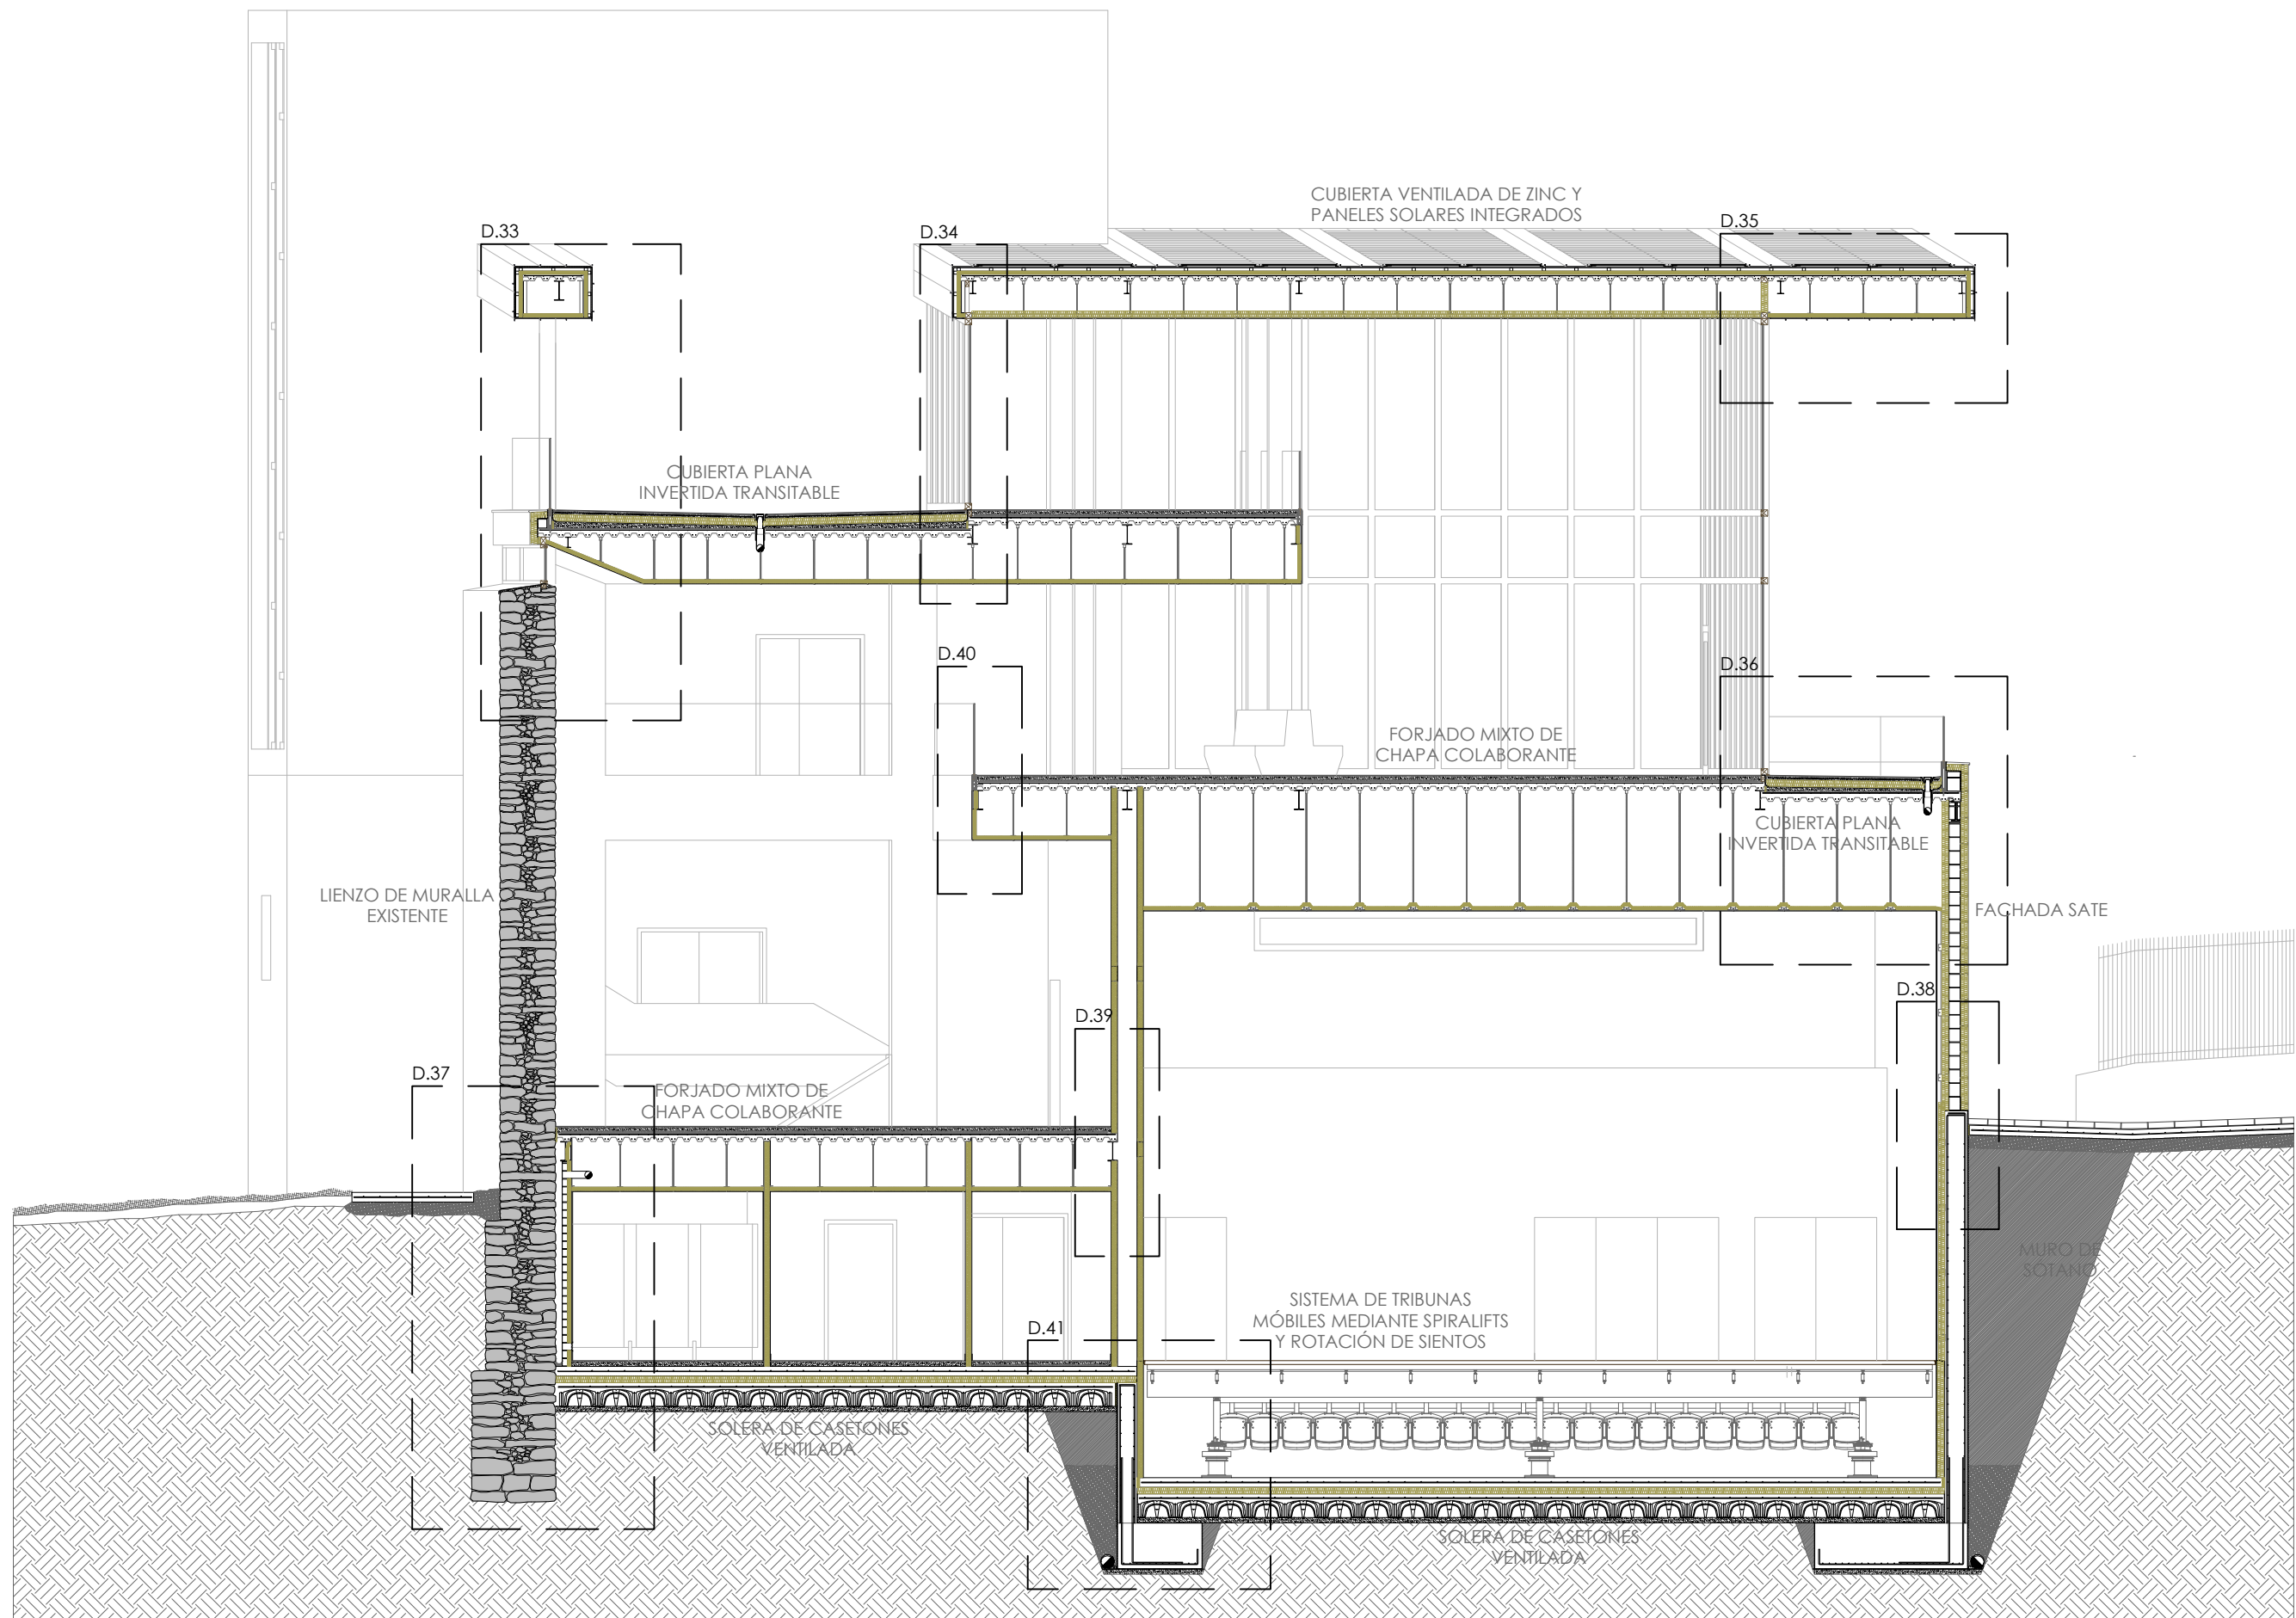 CUBIERTA VENTILADA DE ZINC Y
PANELES SOLARES INTEGRADOS
D.33
D.34
D.35
CUBIERTA PLANA
INVERTIDA TRANSITABLE
D.40
D.36
FORJADO MIXTO DE
CHAPA COLABORANTE
CUBIERTA PLANA
INVERTIDA TRANSITABLE
LIENZO DE MURALLA
EXISTENTE
FACHADA SATE
D.38
D.39
D.37
FORJADO MIXTO DE
CHAPA COLABORANTE
MURO DE
SÓTANO
SISTEMA DE TRIBUNAS
MÓBILES MEDIANTE SPIRALIFTS
Y ROTACIÓN DE SIENTOS
D.41
SOLERA DE CASETONES
VENTILADA
SOLERA DE CASETONES
VENTILADA